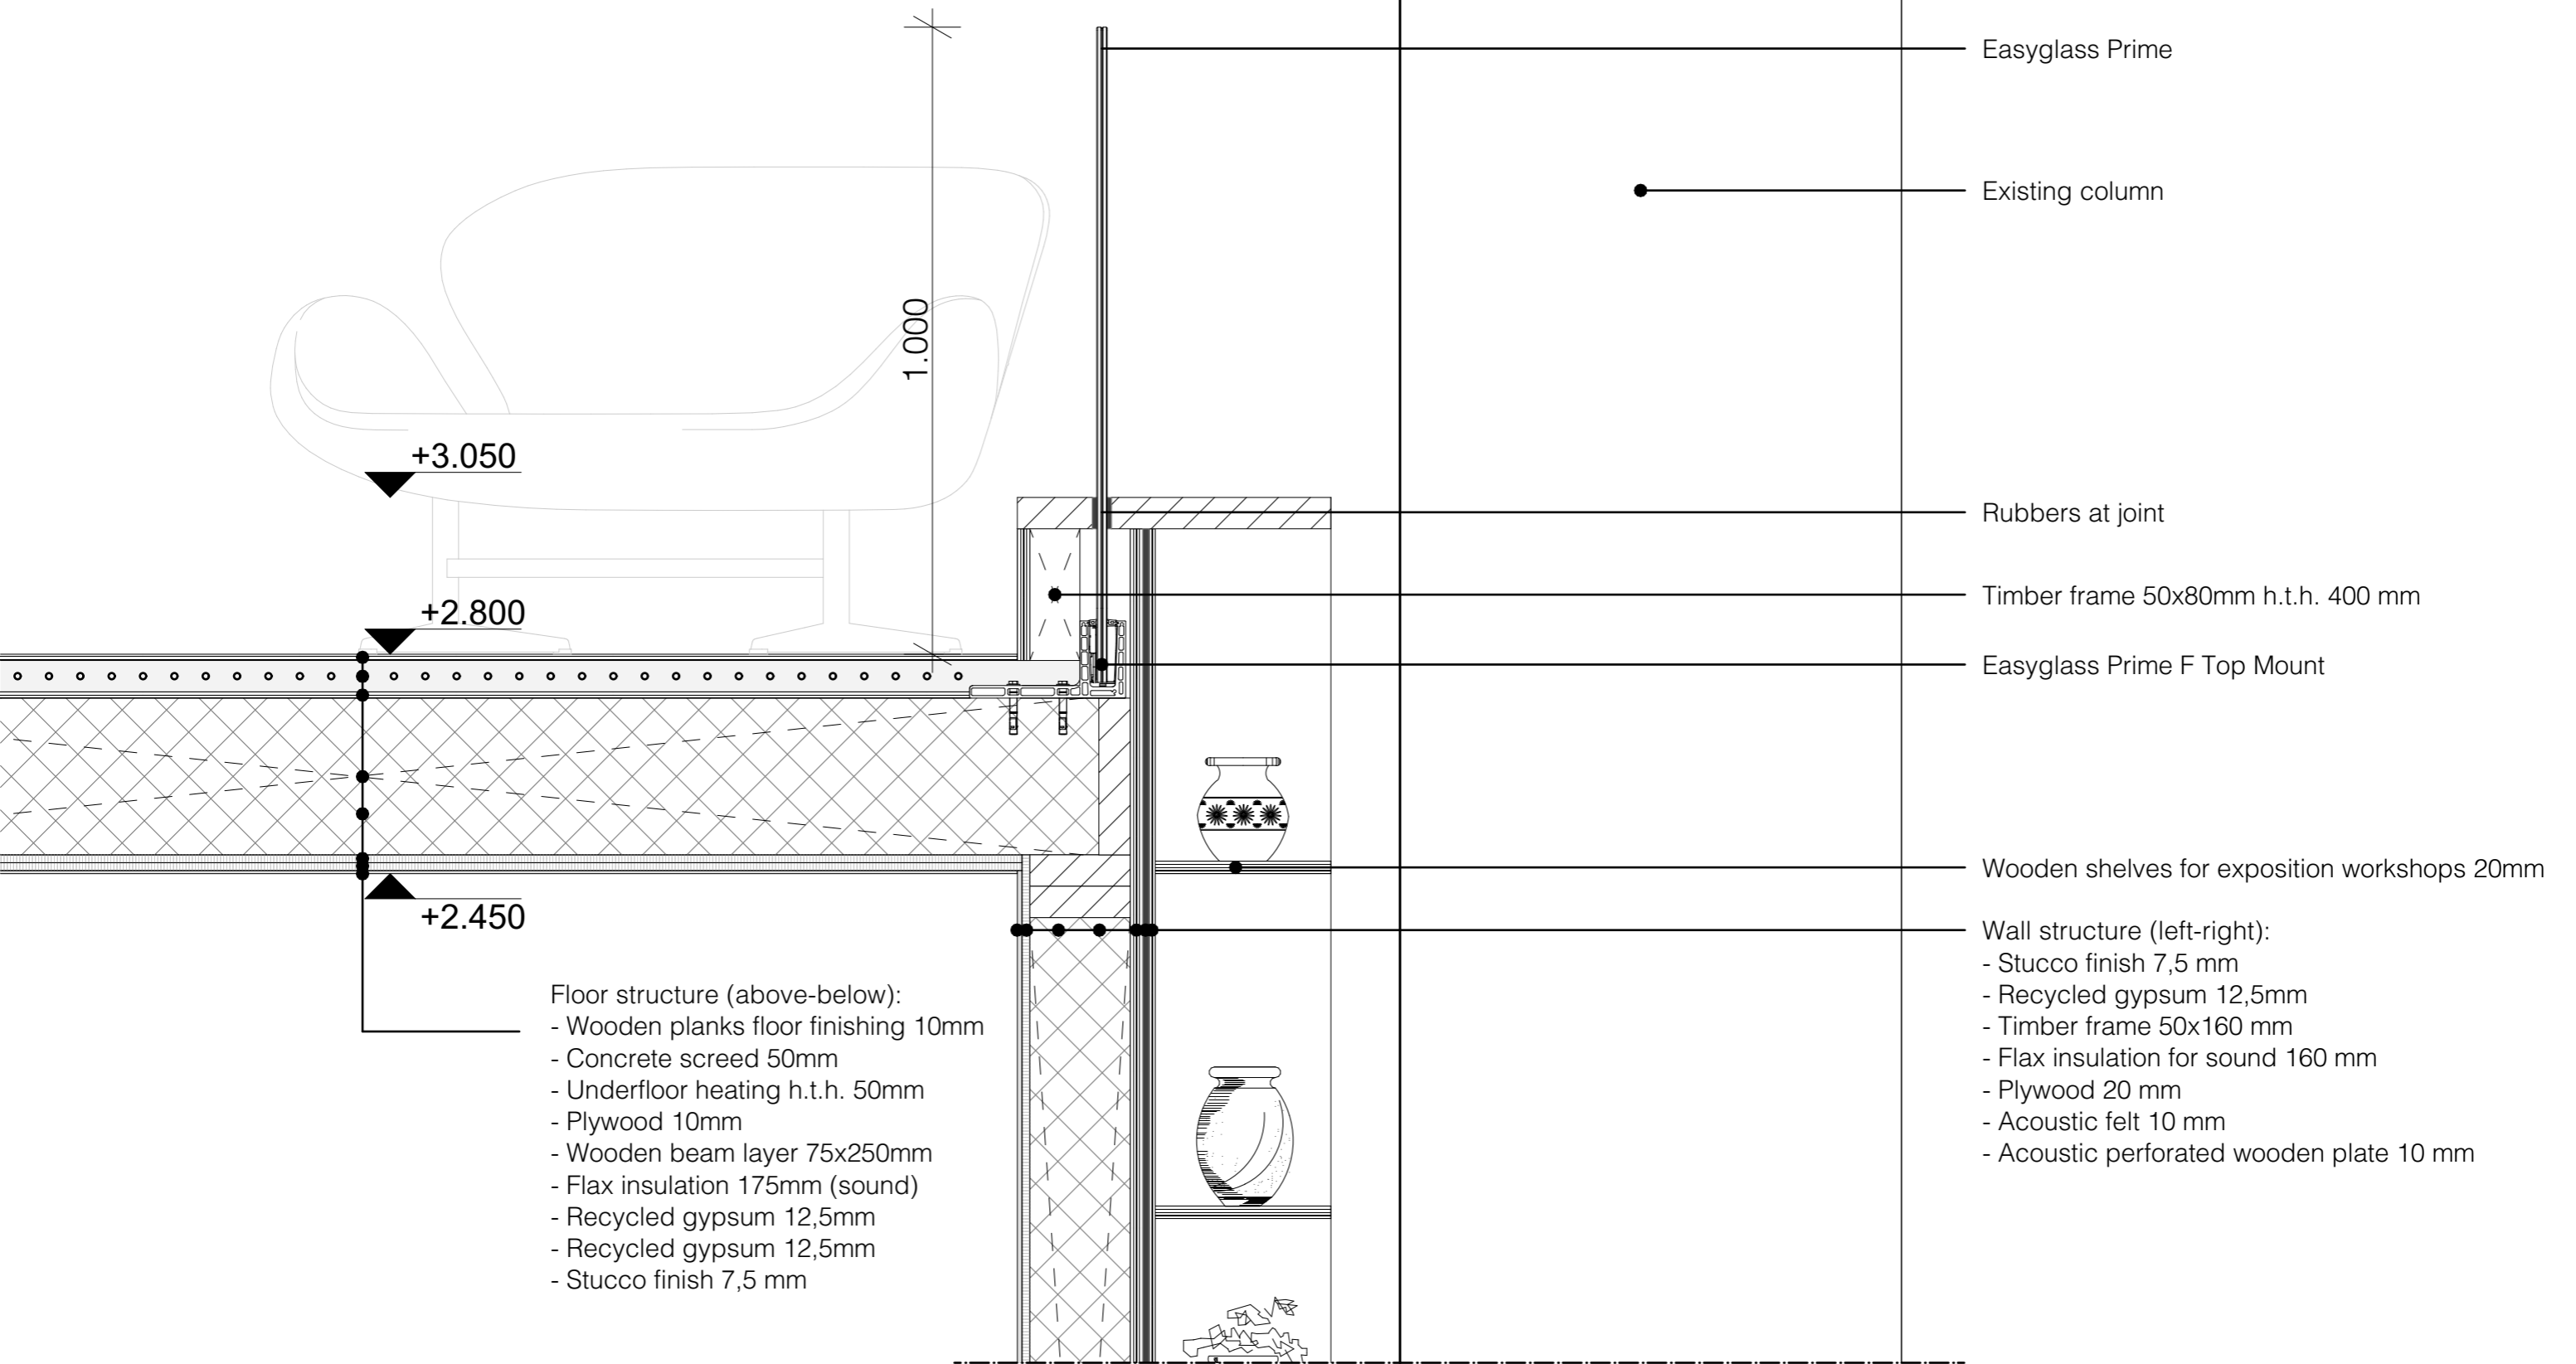 Easyglass Prime
Existing column
1.000
+3.050
Rubbers at joint
Timber frame 50x80mm h.t.h. 400 mm
+2.800
Easyglass Prime F Top Mount
Wooden shelves for exposition workshops 20mm
+2.450
Wall structure (left-right):
- Stucco finish 7,5 mm
- Recycled gypsum 12,5mm
- Timber frame 50x160 mm
- Flax insulation for sound 160 mm
- Plywood 20 mm
- Acoustic felt 10 mm
- Acoustic perforated wooden plate 10 mm
Floor structure (above-below):
- Wooden planks floor finishing 10mm
- Concrete screed 50mm
- Underfloor heating h.t.h. 50mm
- Plywood 10mm
- Wooden beam layer 75x250mm
- Flax insulation 175mm (sound)
- Recycled gypsum 12,5mm
- Recycled gypsum 12,5mm
- Stucco finish 7,5 mm